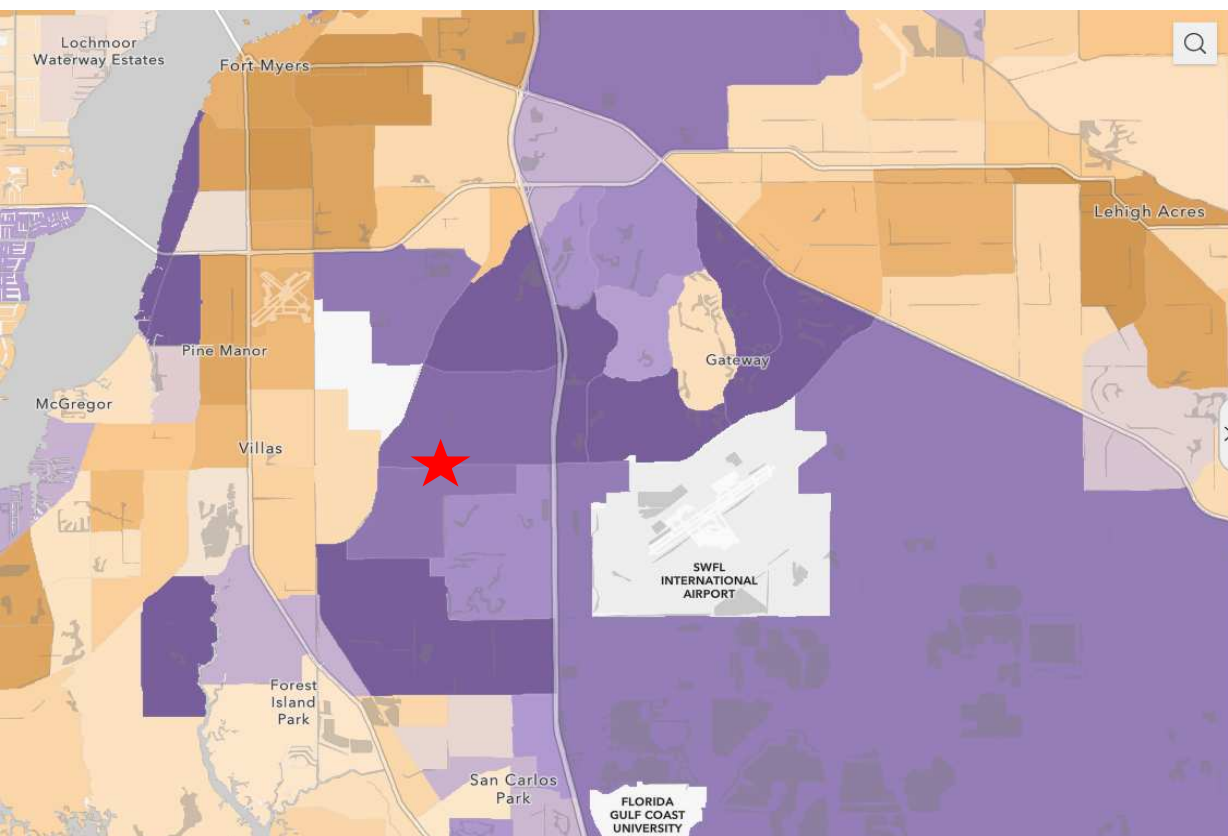 Lochmoor
Waterway Estates
Fort Myers
Lehigh Acres
Pine Manor
Gateway
McGregor
Villas
SWFL
INTERNATIONAL
AIRPORT
Forest
Island
Park
San Carlos
Park
FLORIDA
GULF COAST
UNIVERSITY